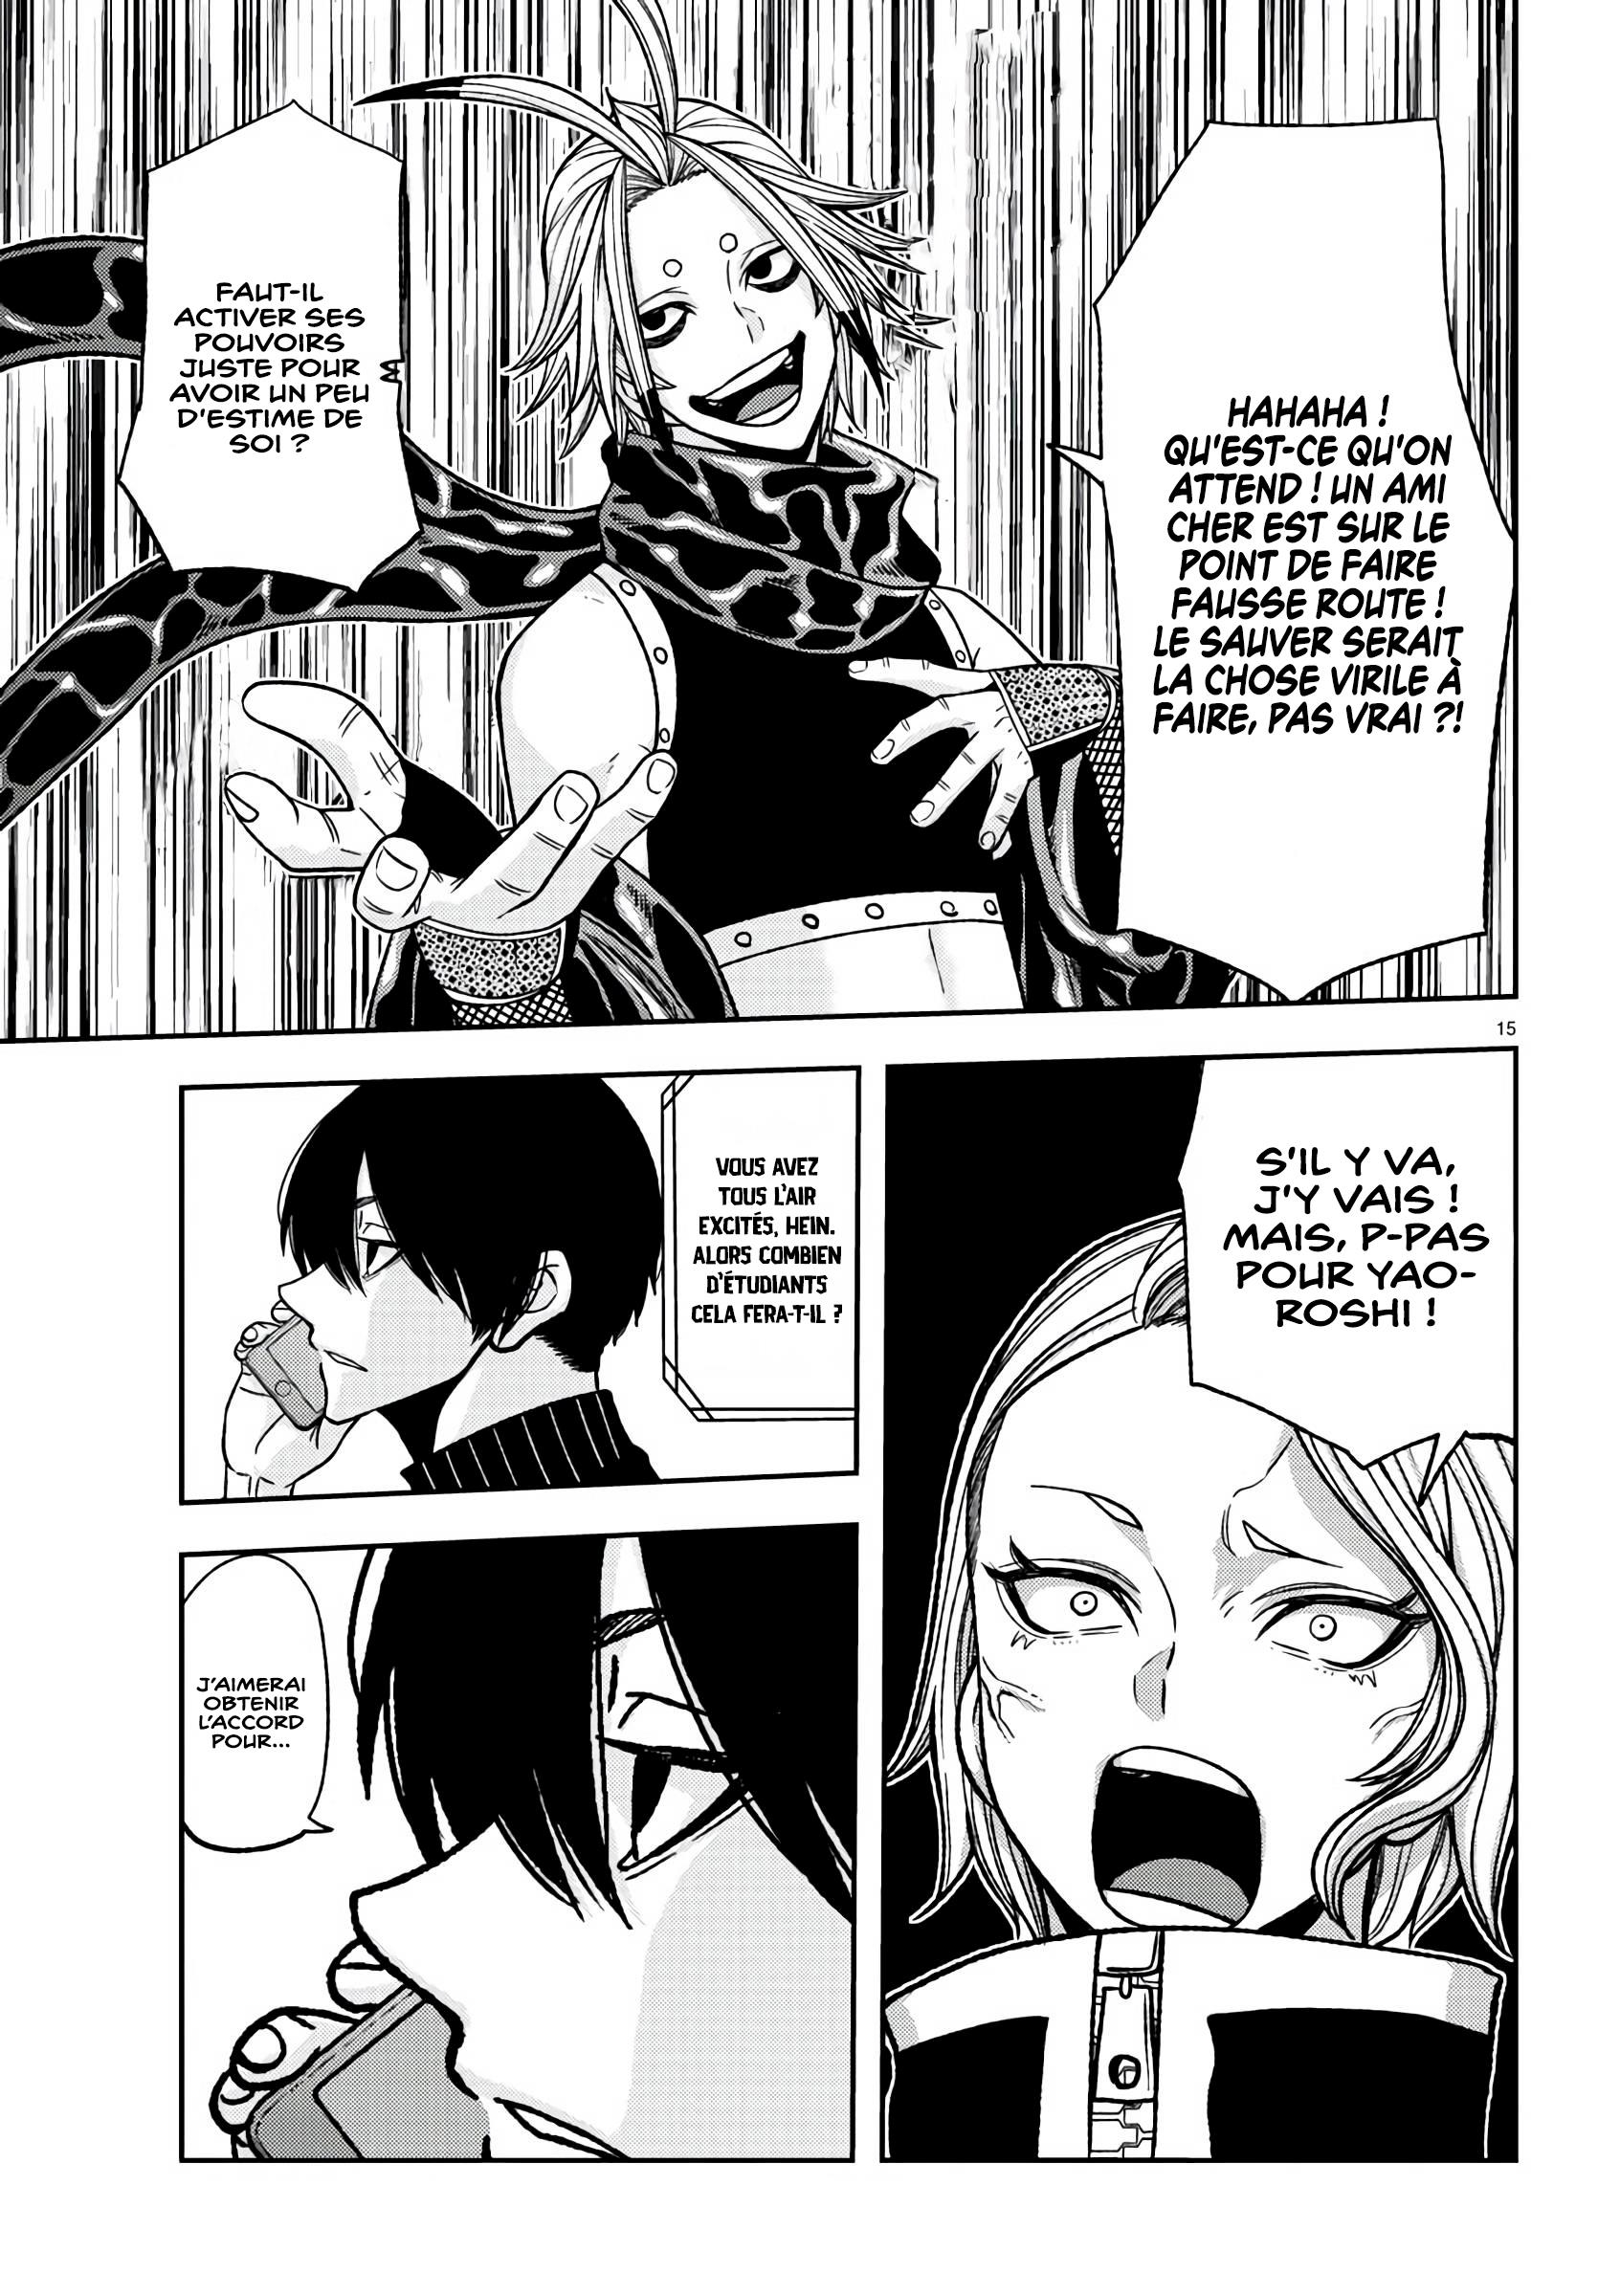 HAHAHA !
QU'EST-CE QU'ON
ATTEND ! UN AMI
CHER EST SUR LE
POINT DE FAIRE
FAUSSE ROUTE !
LE SAUVER SERAIT
LA CHOSE VIRILE À
FAIRE, PAS VRAI ?!
FAUT-IL
ACTIVER SES
POUVOIRS
JUSTE POUR
AVOIR UN PEU
D'ESTIME DE
SOI ?
15
S'IL Y VA,
J'Y VAIS !
MAIS, P-PAS
POUR YAO-
ROSHI !
VOUS AVEZ
TOUS L'AIR
EXCITÉS, HEIN.
ALORS COMBIEN
D'ÉTUDIANTS
CELA FERA-T-IL ?
J'AIMERAI
OBTENIR
L'ACCORD
POUR...